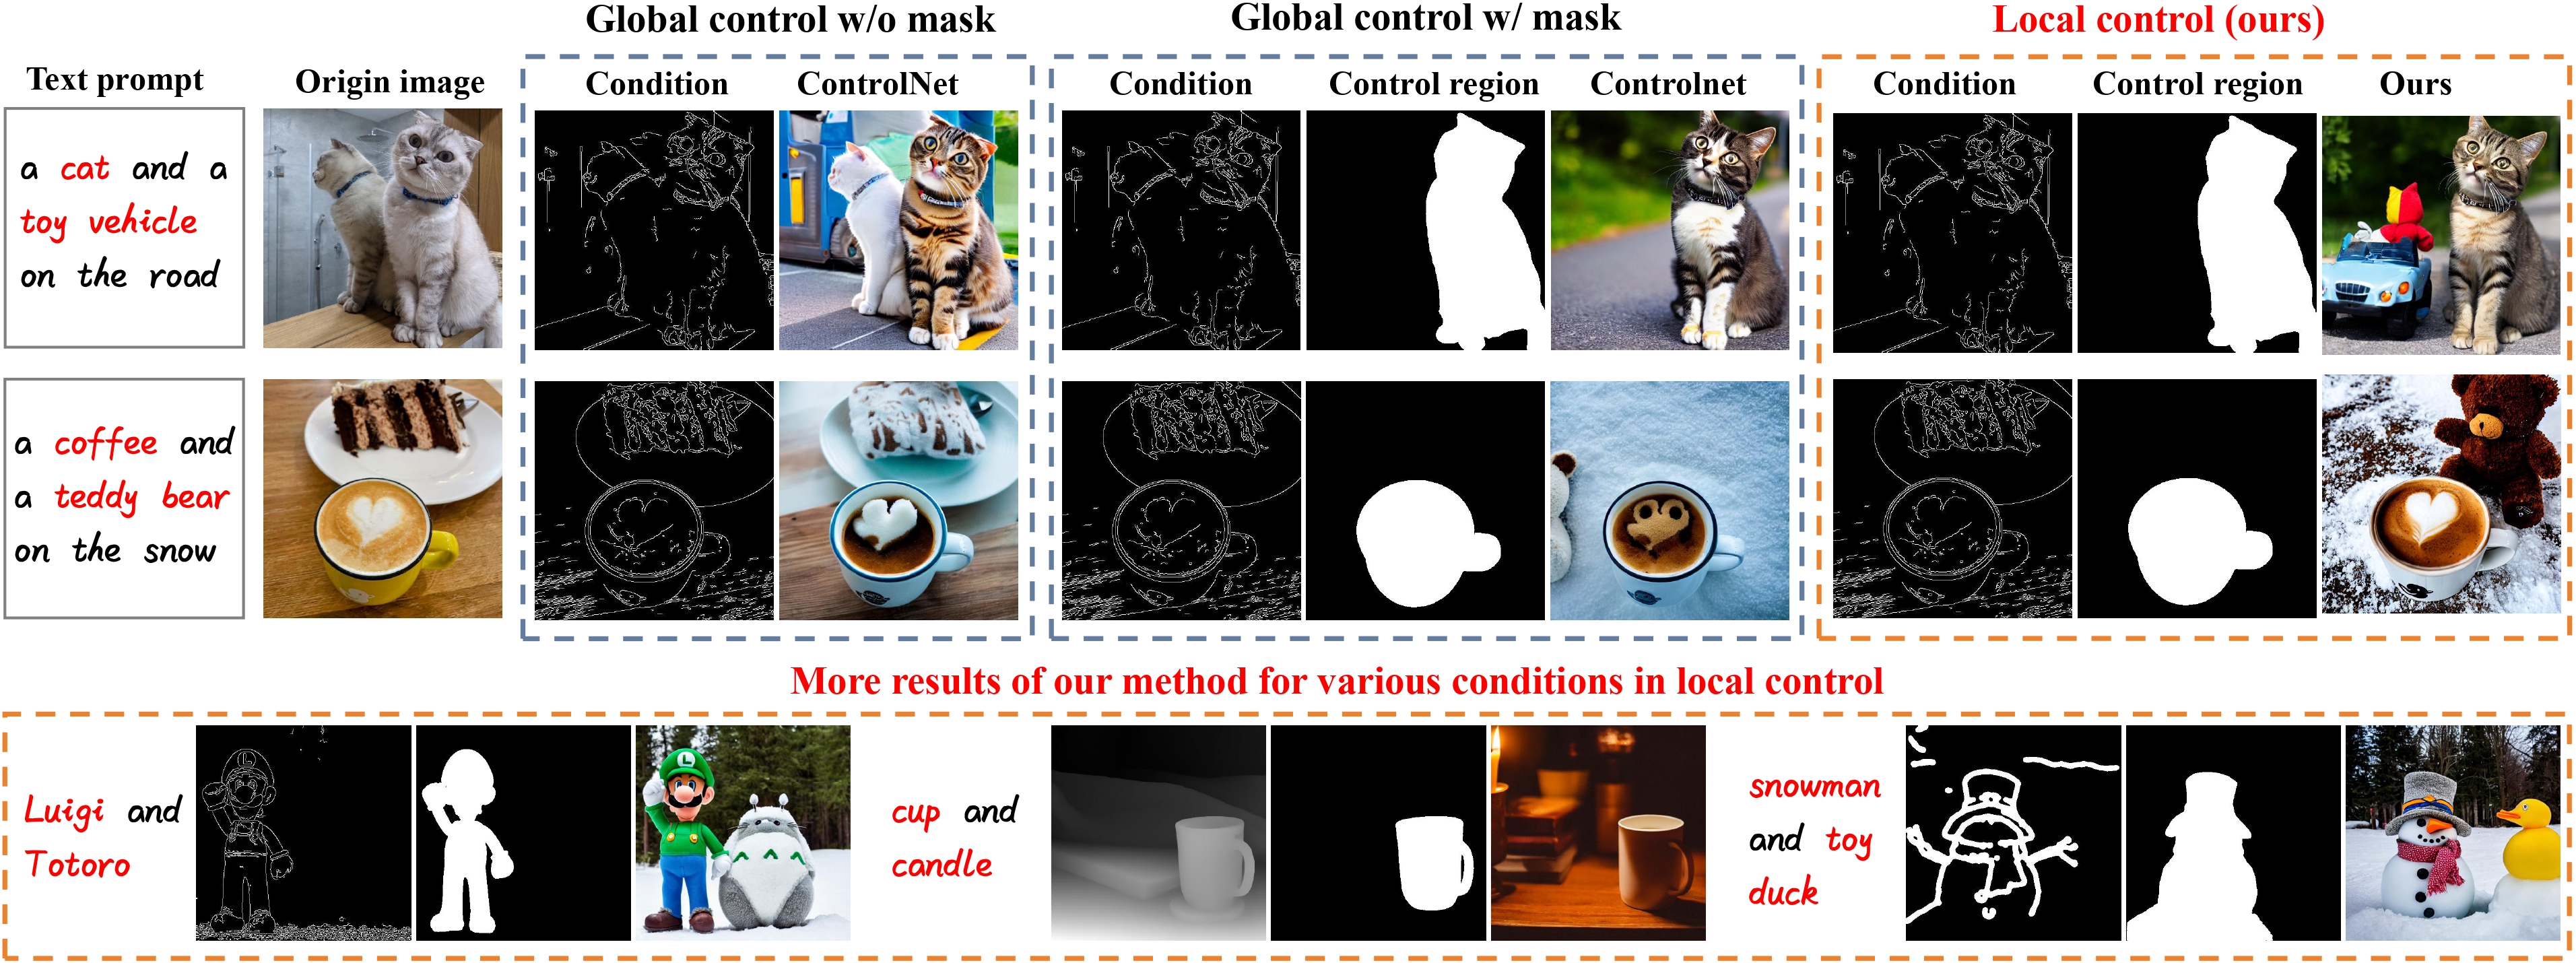 Global control w/o mask
Global control w/ mask
Local control (ours)
Text prompt
Origin image
Condition
ControlNet
Condition
Control region
Controlnet
Condition
Control region
Ours
a cat and a
toy vehicle
on the road
a coffee and
a teddy bear
on the snow
More results of our method for various conditions in local control
Luigi and
Totoro
L
cup and
candle
snowman
and toy
duck